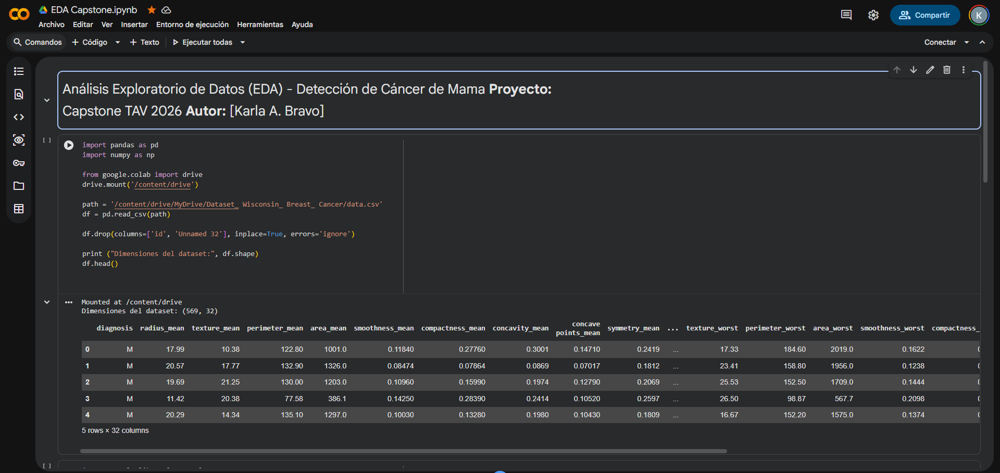 EDA Capstone.ipynb
Archivo Editar Ver Insertar Entorno de ejecución Herramientas Ayuda
Compartir
K
Comandos + Código + Texto Ejecutar todas
Conectar
Análisis Exploratorio de Datos (EDA) - Detección de Cáncer de Mama Proyecto:
Capstone TAV 2026 Autor: [Karla A. Bravo]
[ ]
import pandas as pd
import numpy as np
from google.colab import drive
drive.mount('/content/drive')
path = '/content/drive/MyDrive/Dataset_ Wisconsin_ Breast_ Cancer/data.csv'
df = pd.read_csv(path)
df.drop(columns=['id', 'Unnamed 32'], inplace=True, errors='ignore')
print ("Dimensiones del dataset:", df.shape)
df.head()
Mounted at /content/drive
Dimensiones del dataset: (569, 32)
diagnosis radius_mean texture_mean perimeter_mean area_mean smoothness_mean compactness_mean concavity_mean concave points_mean symmetry_mean ... texture_worst perimeter_worst area_worst smoothness_worst compactness_
0 M 17.99 10.38 122.80 1001.0 0.11840 0.27760 0.3001 0.14710 0.2419 ... 17.33 184.60 2019.0 0.1622
1 M 20.57 17.77 132.90 1326.0 0.08474 0.07864 0.0869 0.07017 0.1812 ... 23.41 158.80 1956.0 0.1238
2 M 19.69 21.25 130.00 1203.0 0.10960 0.15990 0.1974 0.12790 0.2069 ... 25.53 152.50 1709.0 0.1444
3 M 11.42 20.38 77.58 386.1 0.14250 0.28390 0.2414 0.10520 0.2597 ... 26.50 98.87 567.7 0.2098
4 M 20.29 14.34 135.10 1297.0 0.10030 0.13280 0.1980 0.10430 0.1809 ... 16.67 152.20 1575.0 0.1374
5 rows × 32 columns
[ ]